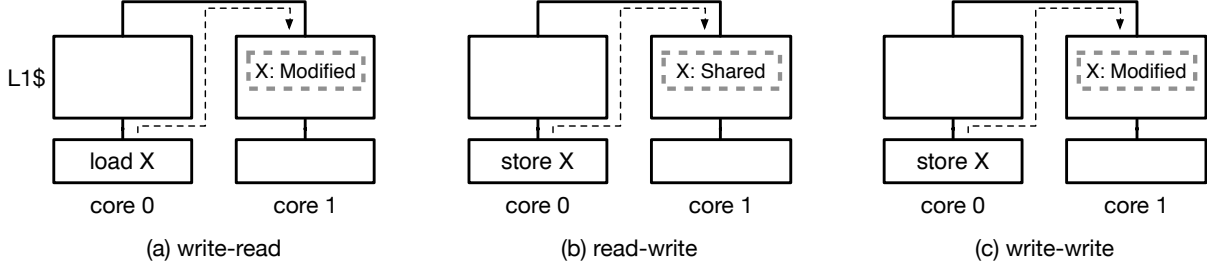 X: Modified
X: Shared
X: Modified
L1$
load X
store X
store X
core 0
core 1
core 0
core 1
core 0
core 1
(a) write-read
(b) read-write
(c) write-write